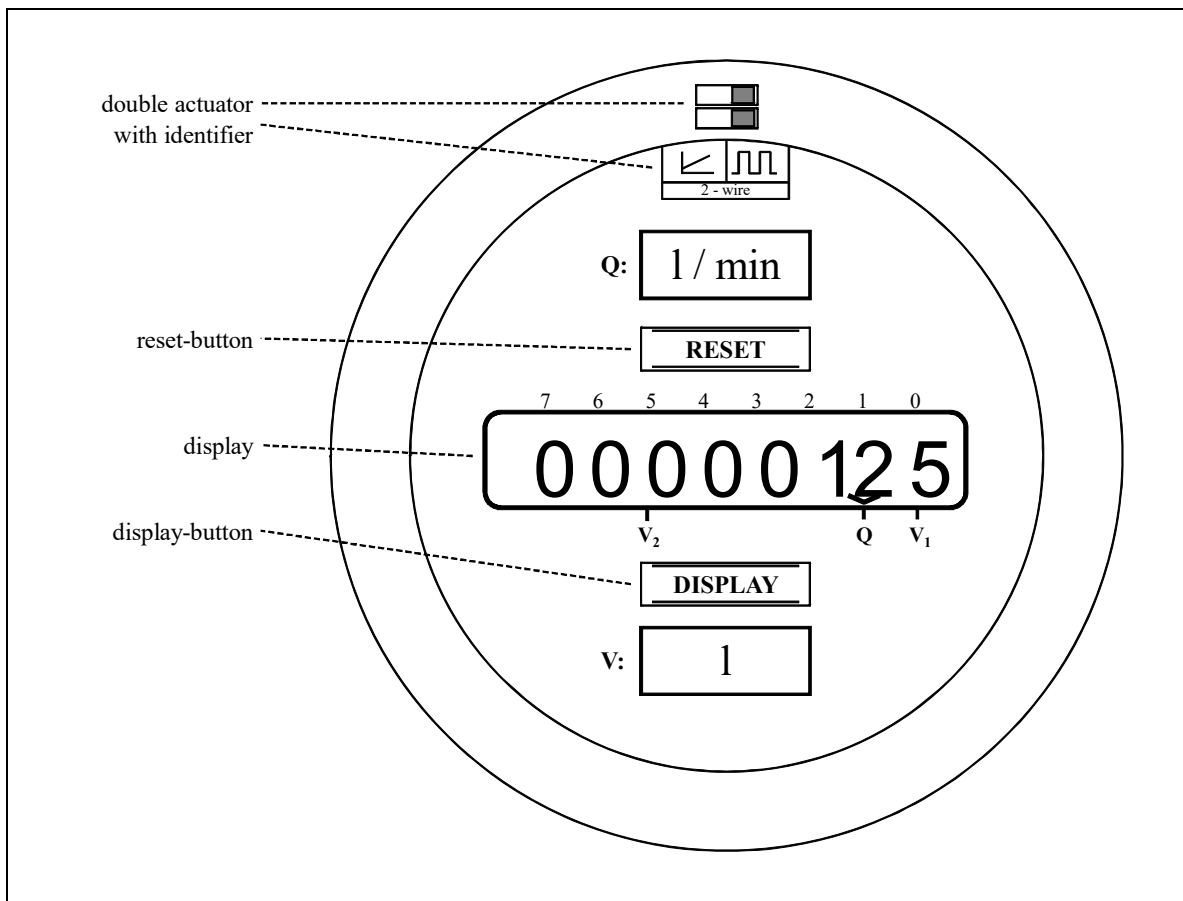 double actuator
with identifier
2 - wire
Q: l / min
reset-button
RESET
7 6 5 4 3 2 1 0
display
00000125
V₂ Q V₁
display-button
DISPLAY
V: l